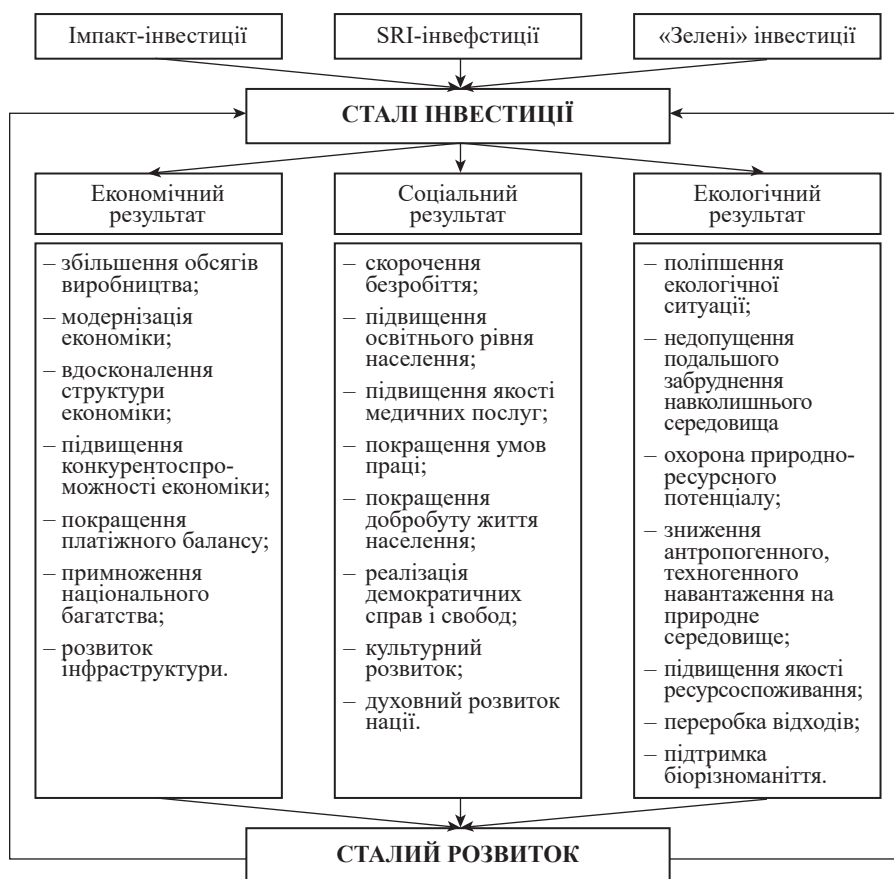 Імпакт-інвестиції
SRI-інвефстиції
«Зелені» інвестиції
СТАЛІ ІНВЕСТИЦІЇ
Економічний
результат
Соціальний
результат
Екологічний
результат
– збільшення обсягів
виробництва;
– модернізація
економіки;
– вдосконалення
структури
економіки;
– підвищення
конкурентоспро-
можності економіки;
– покращення
платіжного балансу;
– примноження
національного
багатства;
– розвиток
інфраструктури.
– скорочення
безробіття;
– підвищення
освітнього рівня
населення;
– підвищення якості
медичних послуг;
– покращення умов
праці;
– покращення
добробуту життя
населення;
– реалізація
демократичних
справ і свобод;
– культурний
розвиток;
– духовний розвиток
нації.
– поліпшення
екологічної
ситуації;
– недопущення
подальшого
забруднення
навколишнього
середовища
– охорона природно-
ресурсного
потенціалу;
– зниження
антропогенного,
техногенного
навантаження на
природне
середовище;
– підвищення якості
ресурсоспоживання;
– переробка відходів;
– підтримка
біорізноманіття.
СТАЛИЙ РОЗВИТОК